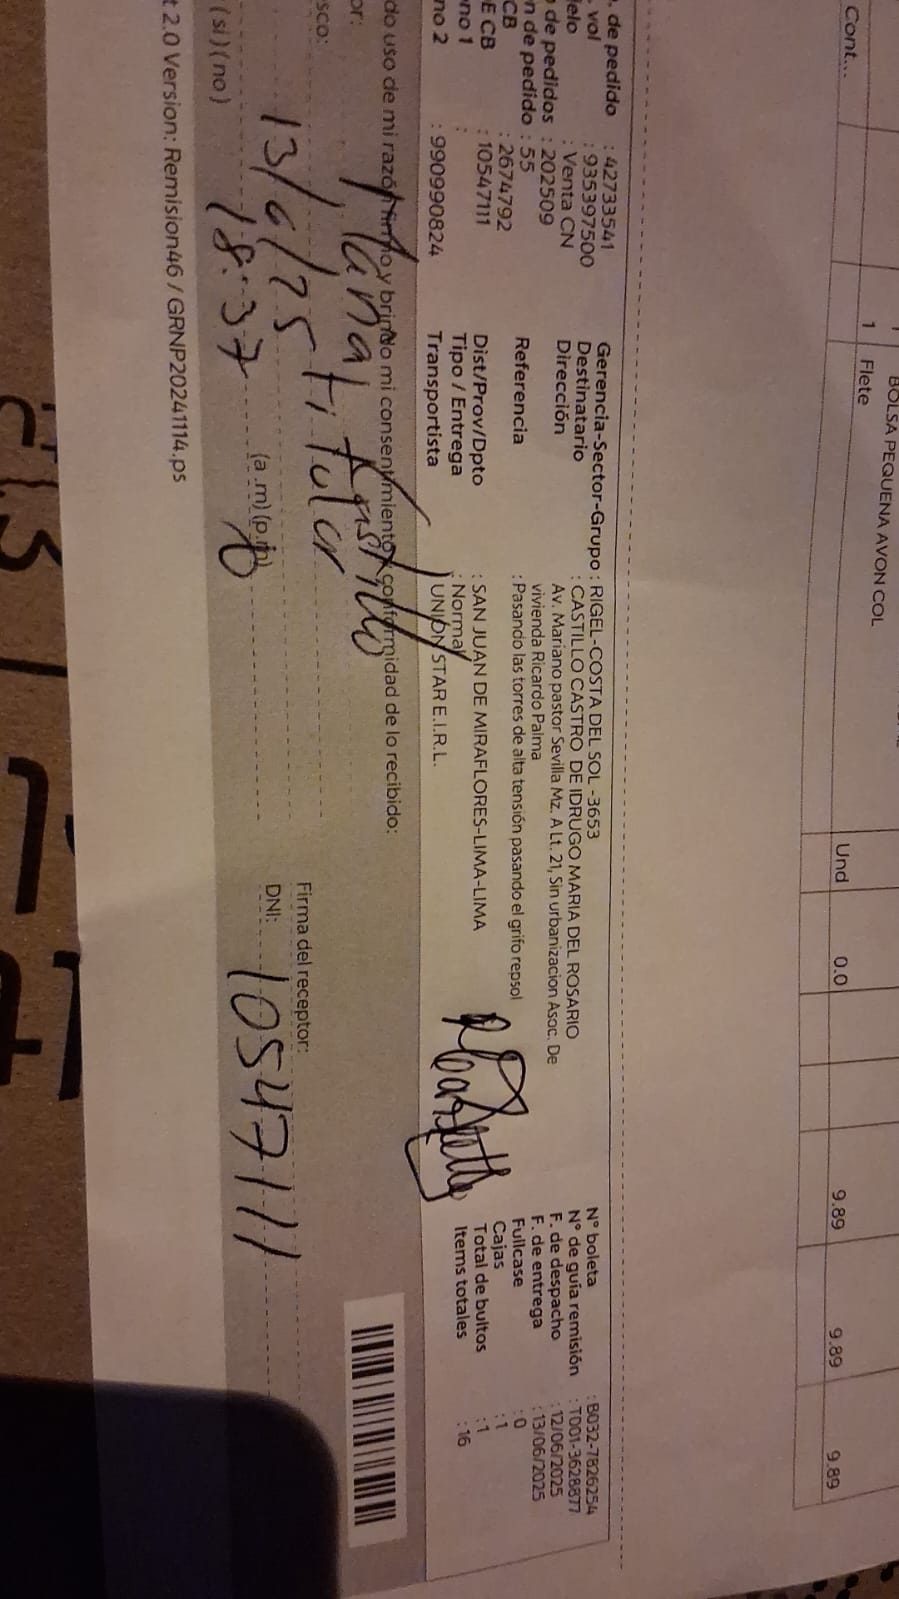 BOLSA PEQUENA AVON COL
1 Flete Und 0.0 9.89 9.89 9.89
Cont...
de pedido : 42733541
vol : 935397500
: Venta CN
de pedidos : 202509
n de pedido : 55
CB : 2674792
E CB : 10547111
no 1 :
no 2 : 990990824
Gerencia-Sector-Grupo : RIGEL -COSTA DEL SOL -3653
Destinatario : CASTILLO CASTRO DE IDRUGO MARIA DEL ROSARIO
Dirección Av. Mariano pastor Sevilla Mz. A Lt. 21, Sin urbanizacion Asoc. De
vivienda Ricardo Palma
Referencia : Pasando las torres de alta tensión pasando el grifo repsol
Dist/Prov/Dpto : SAN JUAN DE MIRAFLORES-LIMA-LIMA
Tipo / Entrega : Normal
Transportista UNION STAR E.I.R.L.
N° boleta : B032-7826254
N° de guía remisión : T001-3628877
F. de despacho : 12/06/2025
F. de entrega : 13/06/2025
Fullcase : 0
Cajas : 1
Total de bultos : 1
Items totales : 16
do uso de mi razón y brindo mi consentimiento y conformidad de lo recibido:
or: Castillo
sco: titular
Firma del receptor:
13/6/25
DNI: 10547111
(si) (no) 18:37 (a.m) (p.m)
t 2.0 Version: Remision46 / GRNP20241114.ps